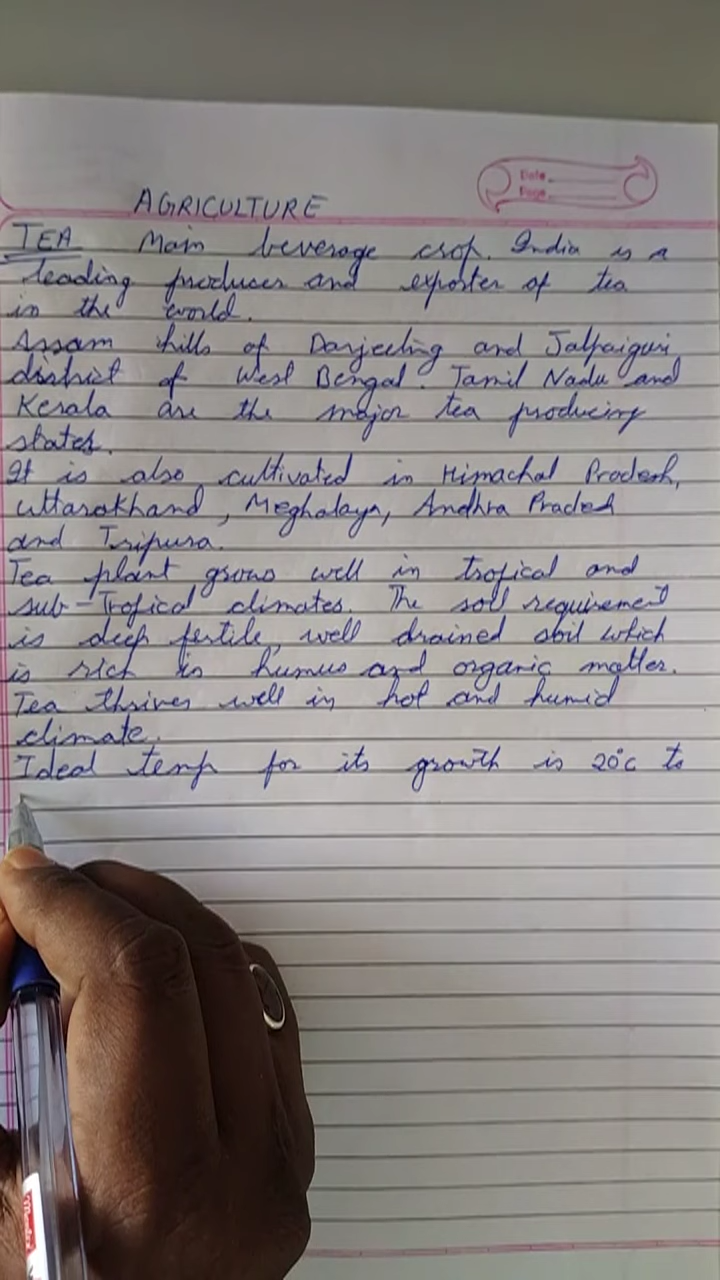 Date
Page
AGRICULTURE
TEA Main beverage crop. India is a
leading producer and exporter of tea
in the world.
Assam hills of Darjeeling and Jalpaiguri
district of West Bengal. Tamil Nadu and
Kerala are the major tea producing
states.
It is also cultivated in Himachal Pradesh,
Uttarakhand, Meghalaya, Andhra Pradesh
and Tripura.
Tea plant grows well in tropical and
sub-Tropical climates. The soil requirement
is deep fertile, well drained soil which
is rich in humus and organic matter.
Tea thrives well in hot and humid
climate.
Ideal temp for its growth is 20°C to